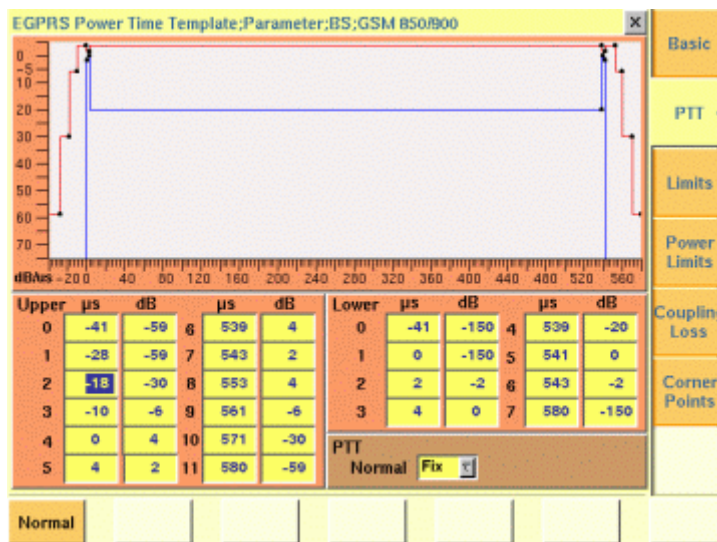 EGPRS Power Time Template;Parameter;BS;GSM 850/900
Basic
PTT
Limits
Power
Limits
Coupling
Loss
Corner
Points
0
-5
10
20
30
40
50
60
70
dB/us -20 0 40 80 120 160 200 240 280 320 360 400 440 480 520 560
Upper µs dB µs dB
0 -41 -59 6 539 4
1 -28 -59 7 543 2
2 -18 -30 8 553 4
3 -10 -6 9 561 -6
4 0 4 10 571 -30
5 4 2 11 580 -59
Lower µs dB µs dB
0 -41 -150 4 539 -20
1 0 -150 5 541 0
2 2 -2 6 543 -2
3 4 0 7 580 -150
PTT
Normal Fix
Normal